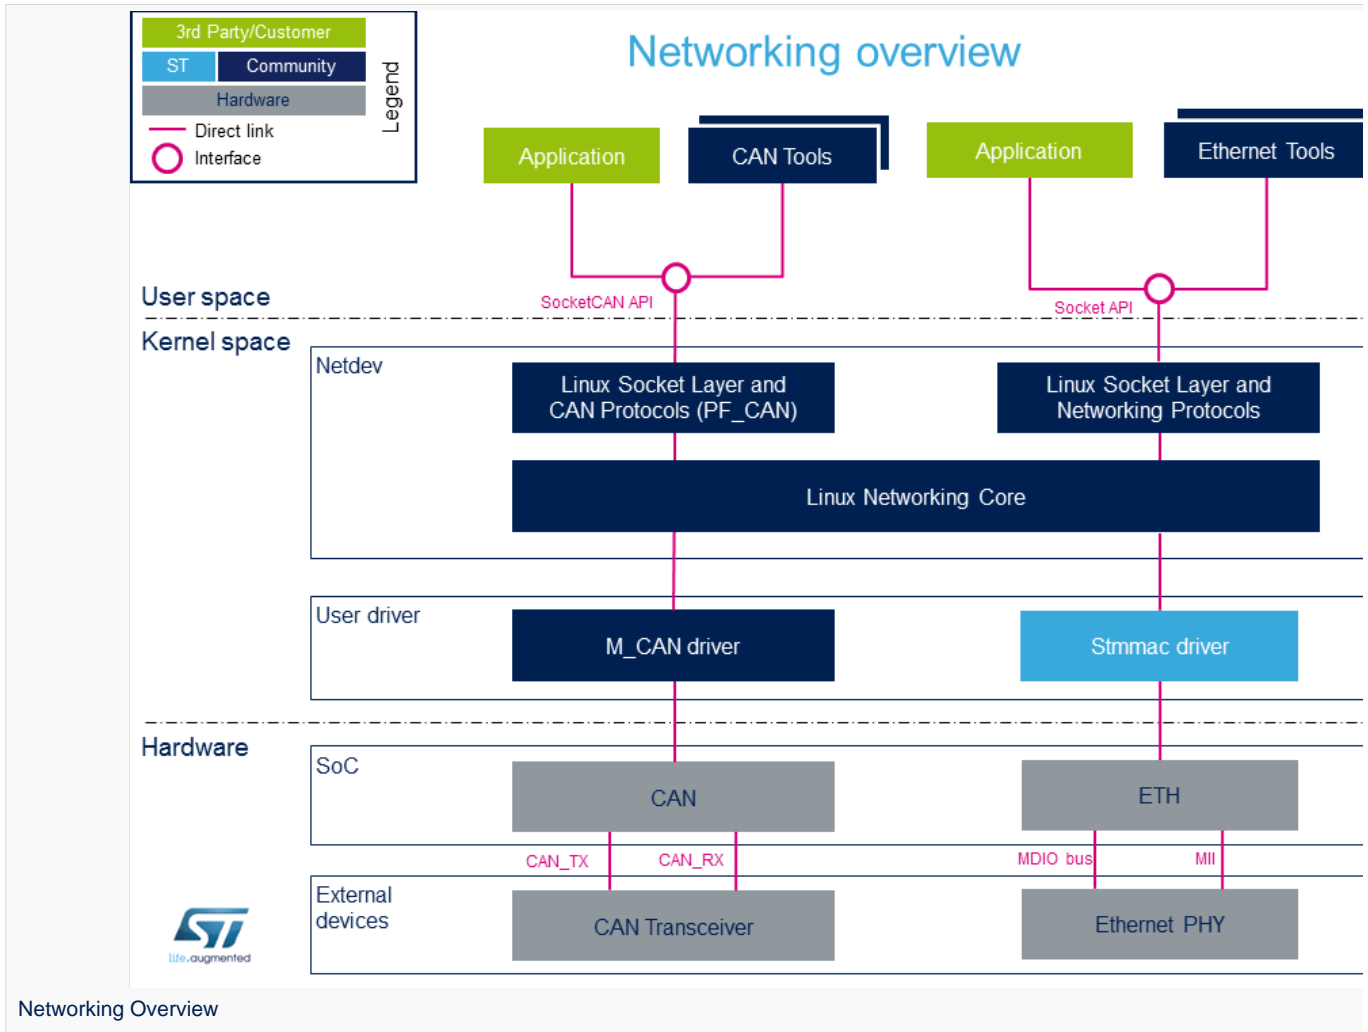 3rd Party/Customer
ST
Community
Hardware
Direct link
Interface
Legend
Networking overview
Application
CAN Tools
Application
Ethernet Tools
User space
SocketCAN API
Socket API
Kernel space
Netdev
Linux Socket Layer and
CAN Protocols (PF_CAN)
Linux Socket Layer and
Networking Protocols
Linux Networking Core
User driver
M_CAN driver
Stmmac driver
Hardware
SoC
CAN
ETH
CAN_TX
CAN_RX
MDIO bus
MII
External
devices
CAN Transceiver
Ethernet PHY
ST
life.augmented
Networking Overview